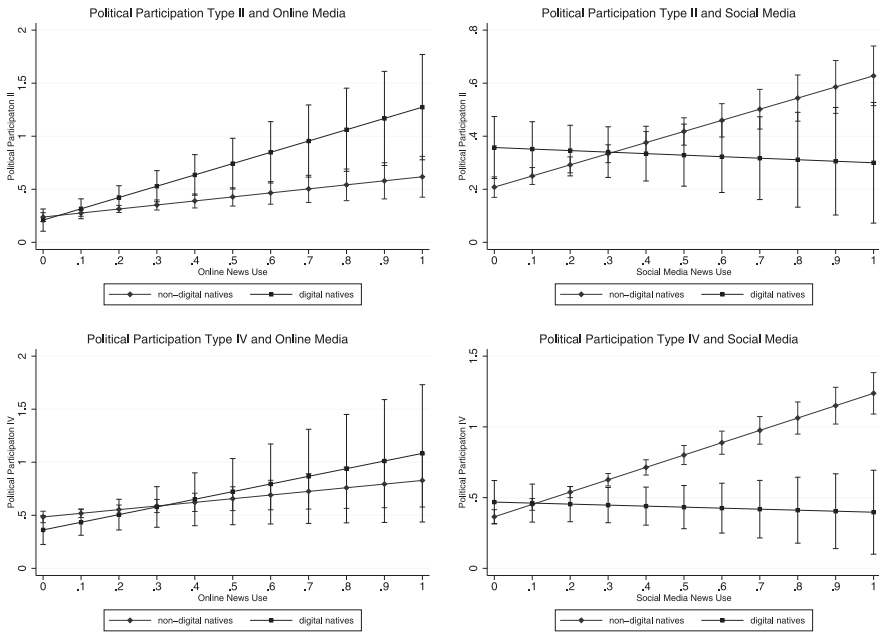 Political Participation Type II and Online Media
2
1.5
1
.5
0
Political Participaton II
0 .1 .2 .3 .4 .5 .6 .7 .8 .9 1
Online News Use
non-digital natives digital natives
Political Participation Type II and Social Media
.8
.6
.4
.2
0
Political Participaton II
0 .1 .2 .3 .4 .5 .6 .7 .8 .9 1
Social Media News Use
non-digital natives digital natives
Political Participation Type IV and Online Media
2
1.5
1
.5
0
Political Participaton IV
0 .1 .2 .3 .4 .5 .6 .7 .8 .9 1
Online News Use
non-digital natives digital natives
Political Participation Type IV and Social Media
1.5
1
.5
0
Political Participaton IV
0 .1 .2 .3 .4 .5 .6 .7 .8 .9 1
Social Media News Use
non-digital natives digital natives